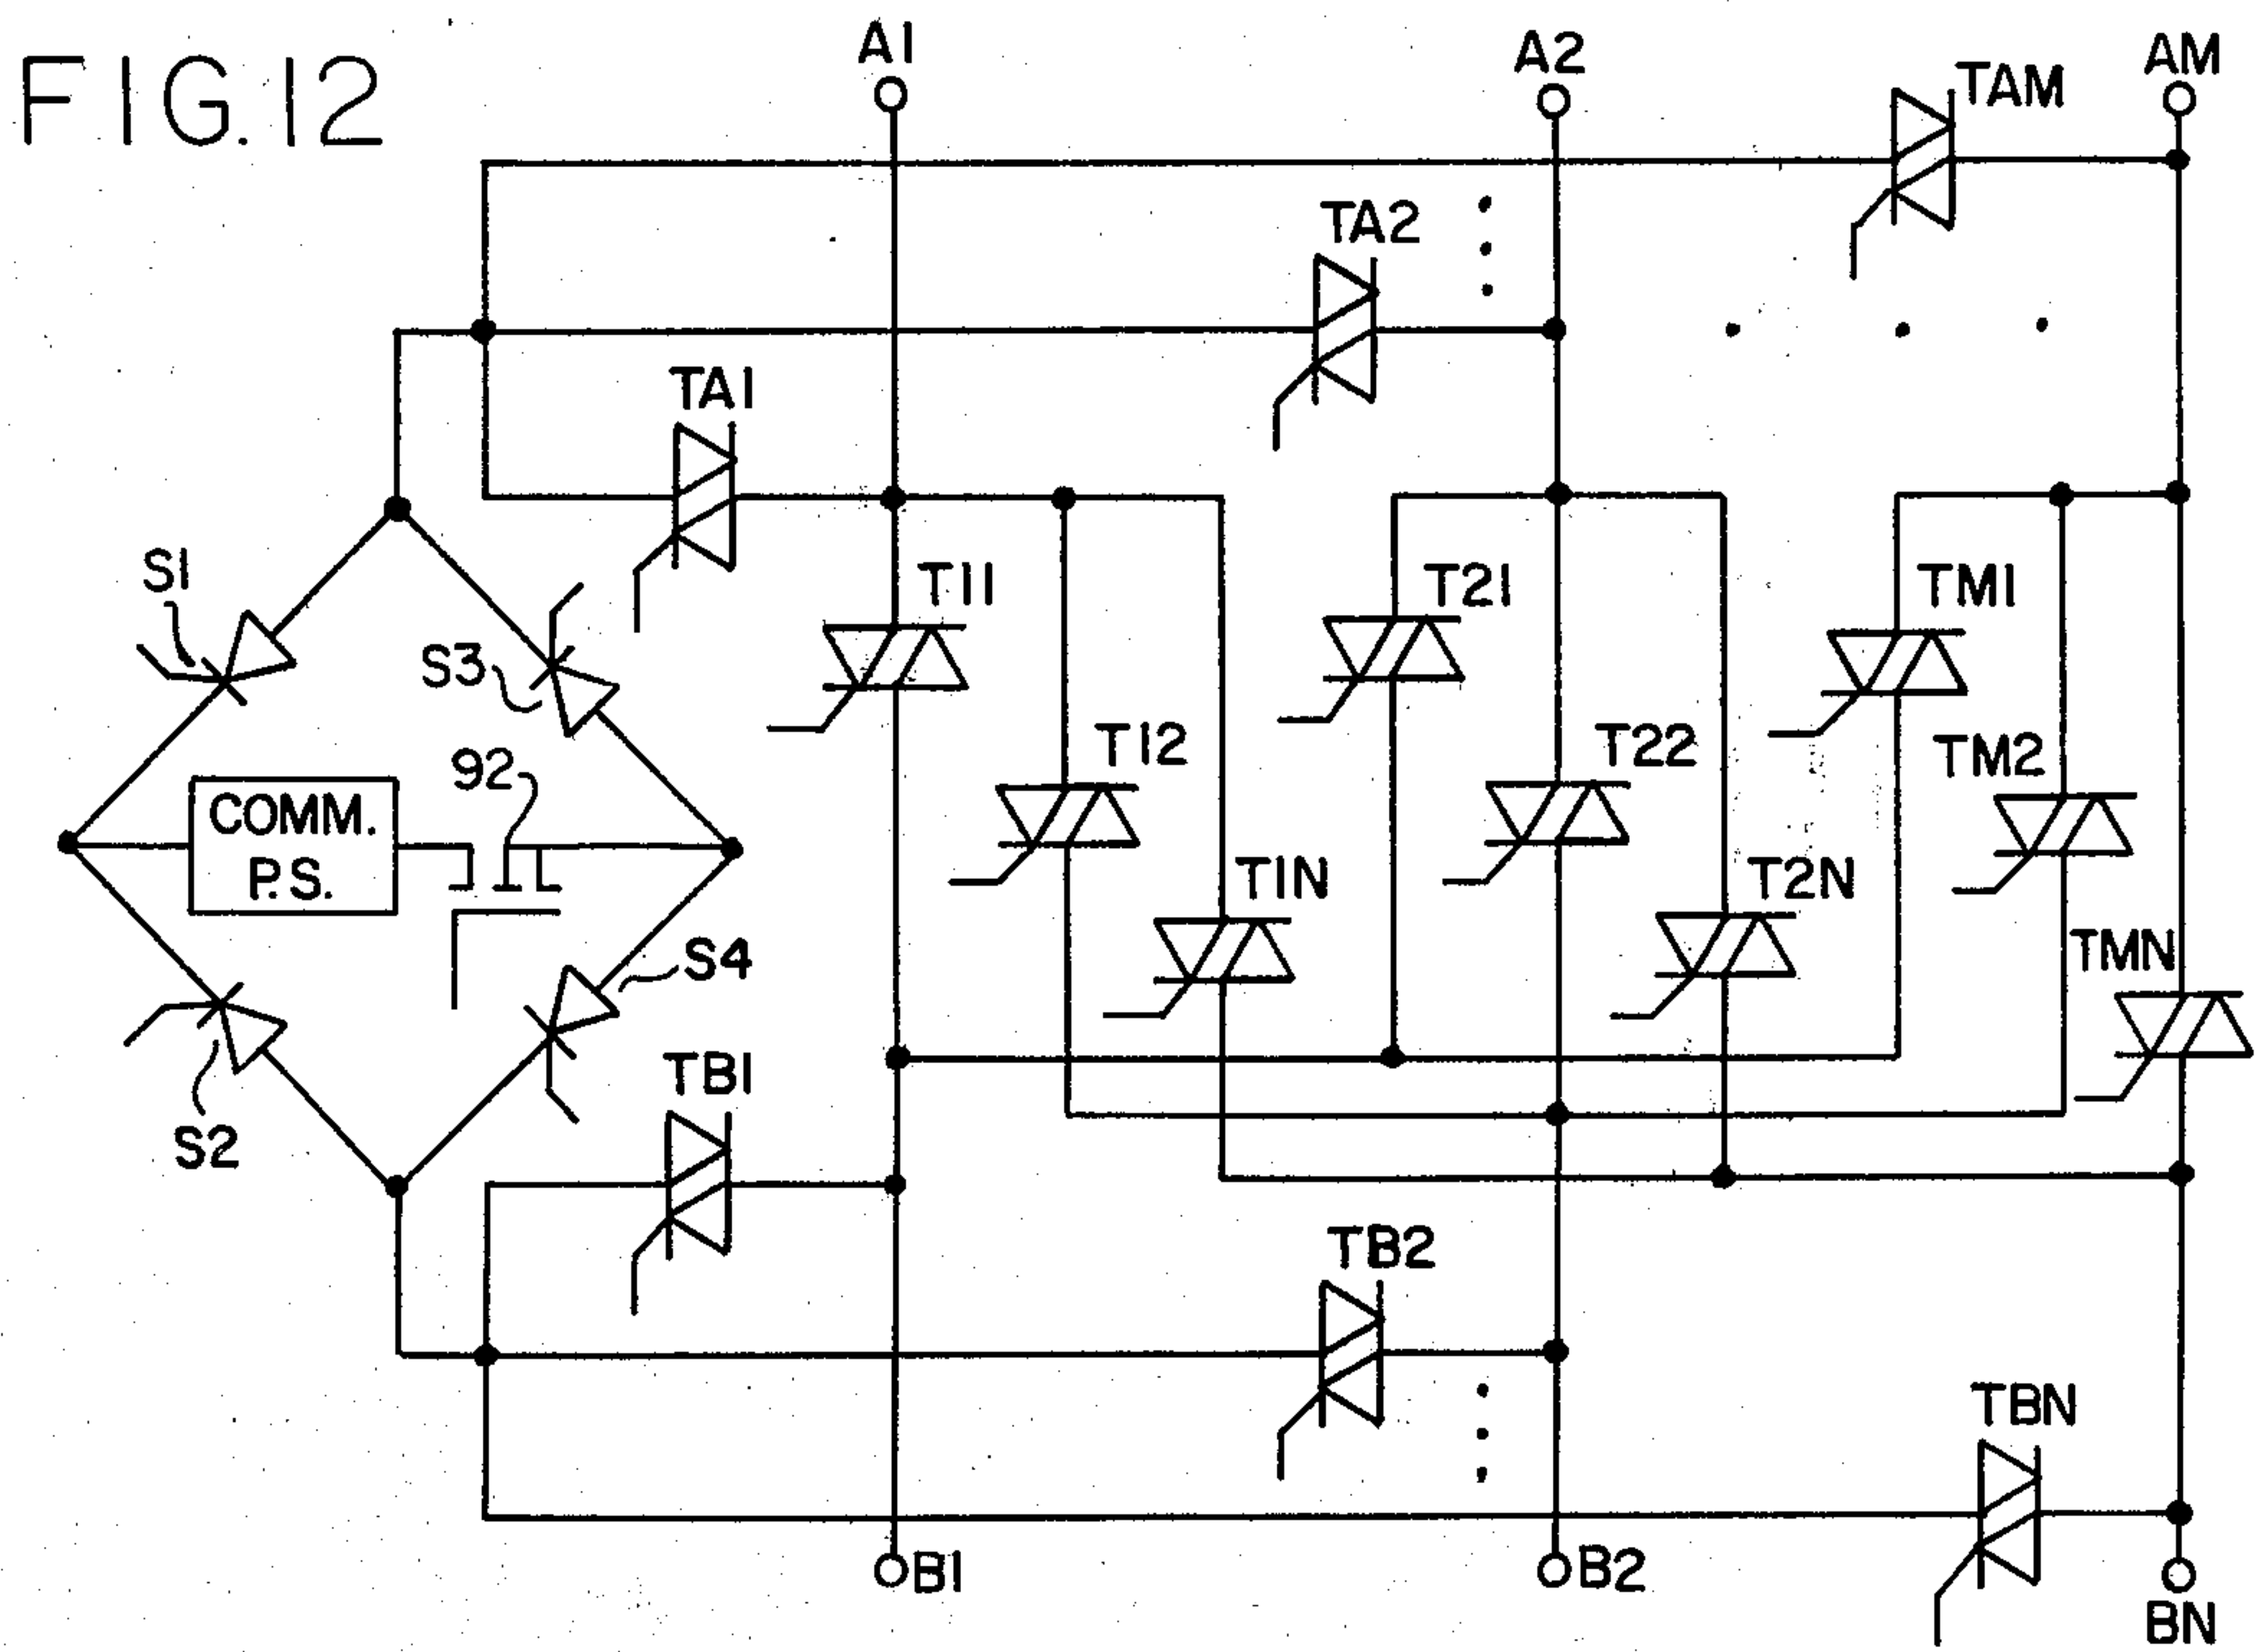 FIG. 12
A1
A2
AM
TAM
TA2
TA1
S1
S3
T11
T21
TM1
92
T12
T22
TM2
COMM.
P.S.
T1N
T2N
TMN
S4
TB1
S2
TB2
TBN
B1
B2
BN